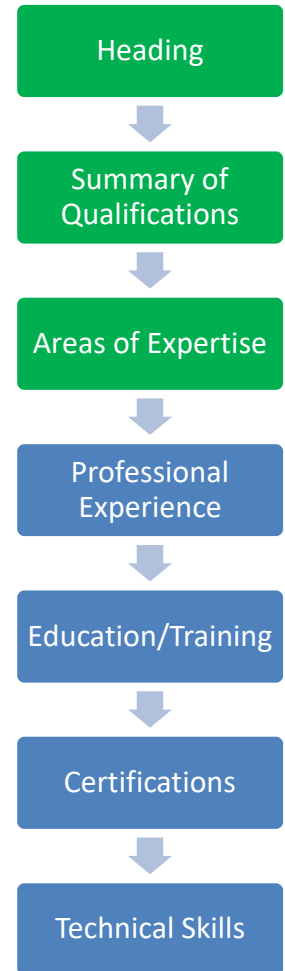 Heading
Summary of
Qualifications
Areas of Expertise
Professional
Experience
Education/Training
Certifications
Technical Skills